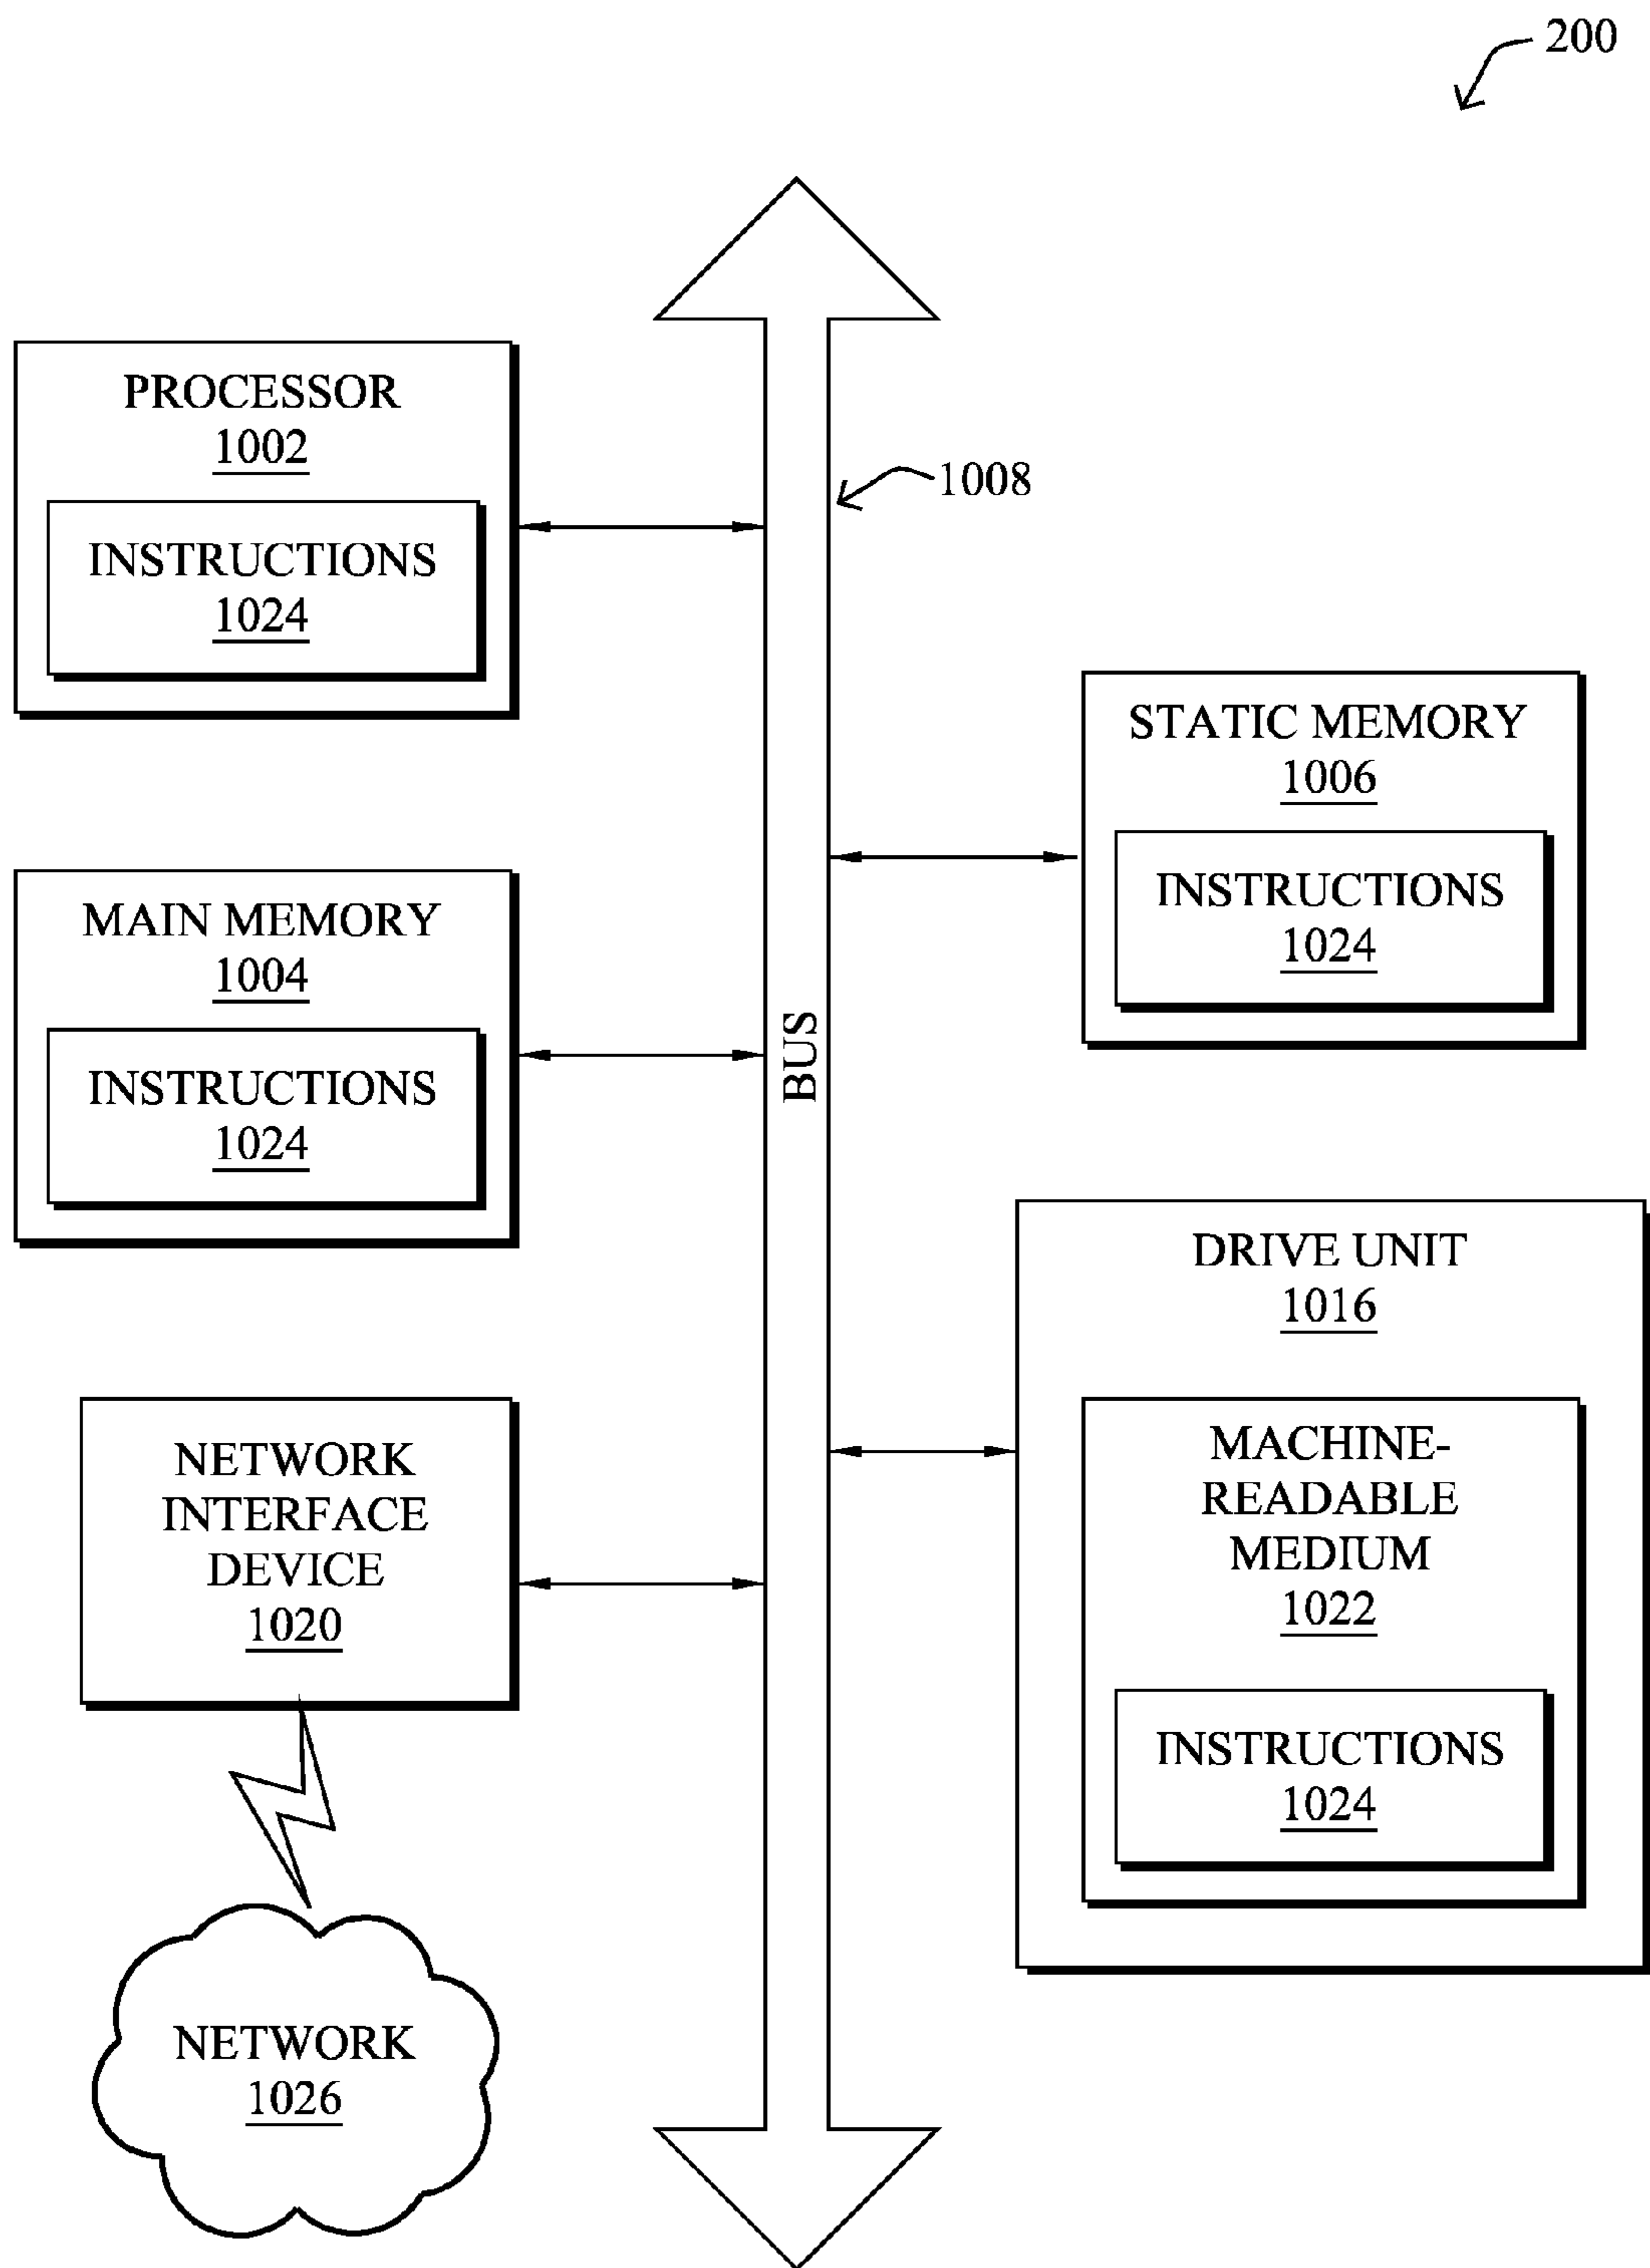 200
PROCESSOR
1002
INSTRUCTIONS
1024
1008
STATIC MEMORY
1006
INSTRUCTIONS
1024
MAIN MEMORY
1004
INSTRUCTIONS
1024
BUS
DRIVE UNIT
1016
MACHINE-
READABLE
MEDIUM
1022
INSTRUCTIONS
1024
NETWORK
INTERFACE
DEVICE
1020
NETWORK
1026